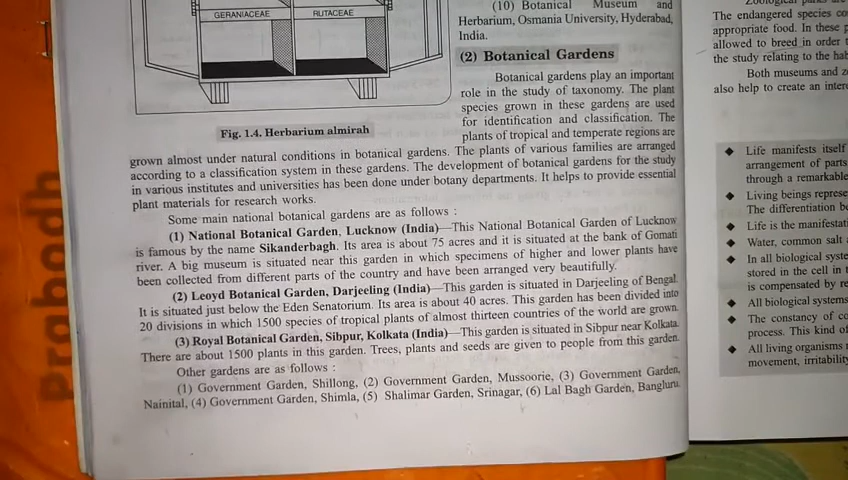 GERANIACEAE
RUTACEAE
Fig. 1.4. Herbarium almirah
(10) Botanical Museum and
Herbarium, Osmania University, Hyderabad,
India.
(2) Botanical Gardens
Botanical gardens play an important
role in the study of taxonomy. The plant
species grown in these gardens are used
for identification and classification. The
plants of tropical and temperate regions are
grown almost under natural conditions in botanical gardens. The plants of various families are arranged
according to a classification system in these gardens. The development of botanical gardens for the study
in various institutes and universities has been done under botany departments. It helps to provide essential
plant materials for research works.
Some main national botanical gardens are as follows :
(1) National Botanical Garden, Lucknow (India)—This National Botanical Garden of Lucknow
is famous by the name Sikanderbagh. Its area is about 75 acres and it is situated at the bank of Gomati
river. A big museum is situated near this garden in which specimens of higher and lower plants have
been collected from different parts of the country and have been arranged very beautifully.
(2) Leoyd Botanical Garden, Darjeeling (India)—This garden is situated in Darjeeling of Bengal.
It is situated just below the Eden Senatorium. Its area is about 40 acres. This garden has been divided into
20 divisions in which 1500 species of tropical plants of almost thirteen countries of the world are grown.
(3) Royal Botanical Garden, Sibpur, Kolkata (India)—This garden is situated in Sibpur near Kolkata.
There are about 1500 plants in this garden. Trees, plants and seeds are given to people from this garden.
Other gardens are as follows :
(1) Government Garden, Shillong, (2) Government Garden, Mussoorie, (3) Government Garden,
Nainital, (4) Government Garden, Shimla, (5) Shalimar Garden, Srinagar, (6) Lal Bagh Garden, Bangluru.
The endangered species
appropriate food. In these
allowed to breed in order
the study relating to the
Both museums and
also help to create an
◆ Life manifests itself
arrangement of parts
through a remarkable
◆ Living beings
The differentiation
◆ Life is the
◆ Water, common salt
◆ In all biological
stored in the cell in
is compensated by
◆ All biological systems
◆ The constancy of
process. This kind of
◆ All living organisms
movement,
Prabodh